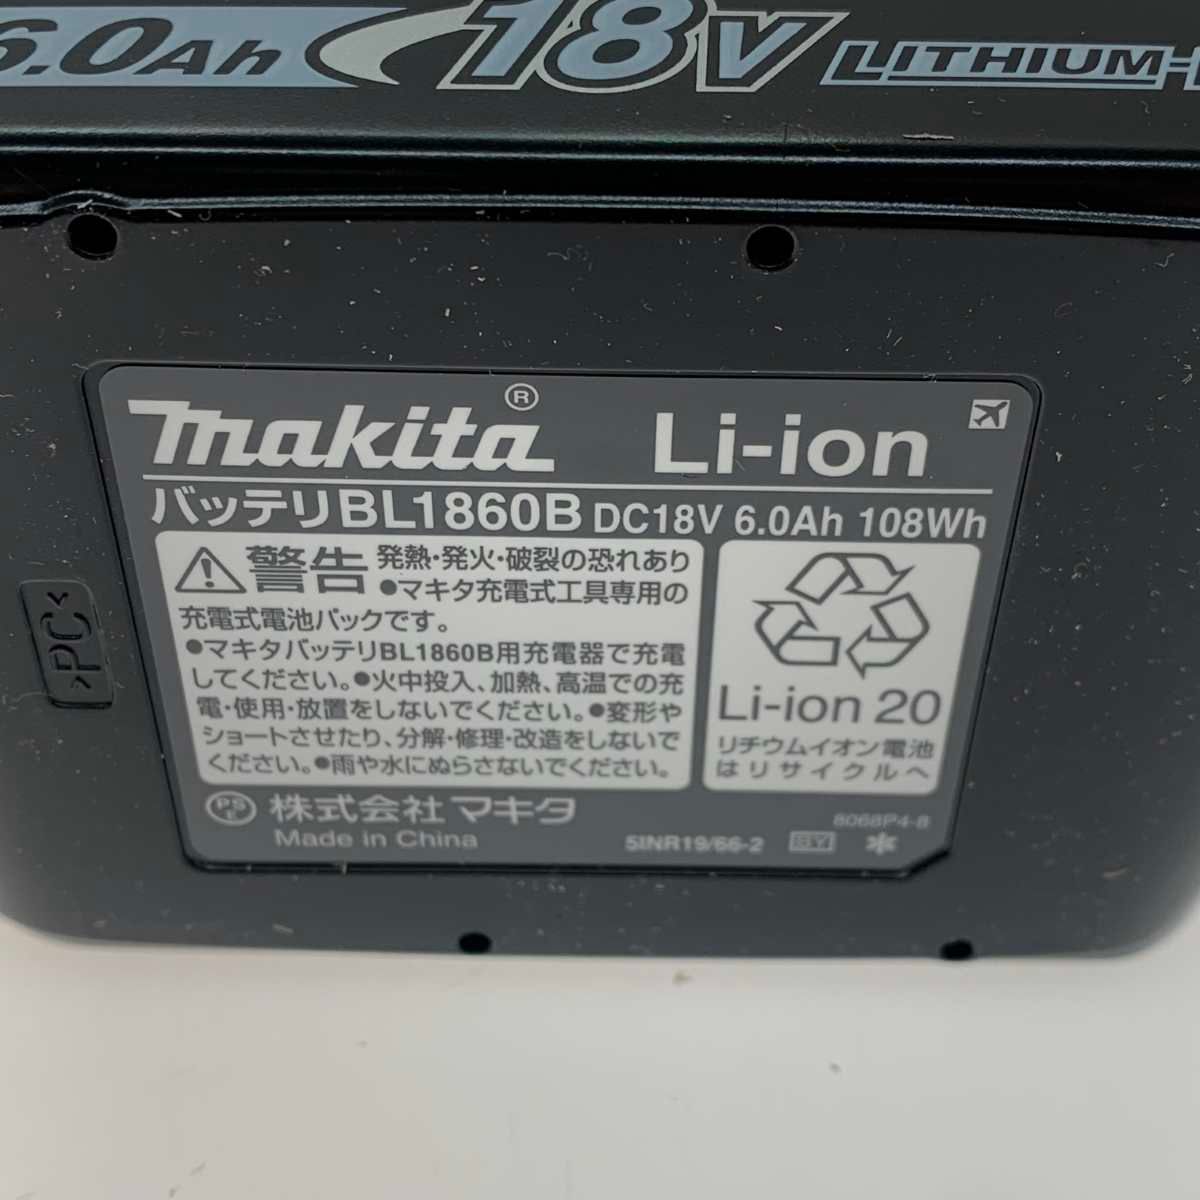 6.0Ah 18V LITHIUM-I
makita® Li-ion
バッテリBL1860B DC18V 6.0Ah 108Wh
警告 発熱・発火・破裂の恐れあり
●マキタ充電式工具専用の
充電式電池パックです。
●マキタバッテリBL1860B用充電器で充電
してください。●火中投入、加熱、高温での充
電・使用・放置をしないでください。●変形や
ショートさせたり、分解・修理・改造をしないで
ください。●雨や水にぬらさないでください。
Li-ion 20
リチウムイオン電池
はリサイクルへ
>PC<
PS
E 株式会社マキタ
Made in China
8068P4-8
5INR19/66-2 SY ✻